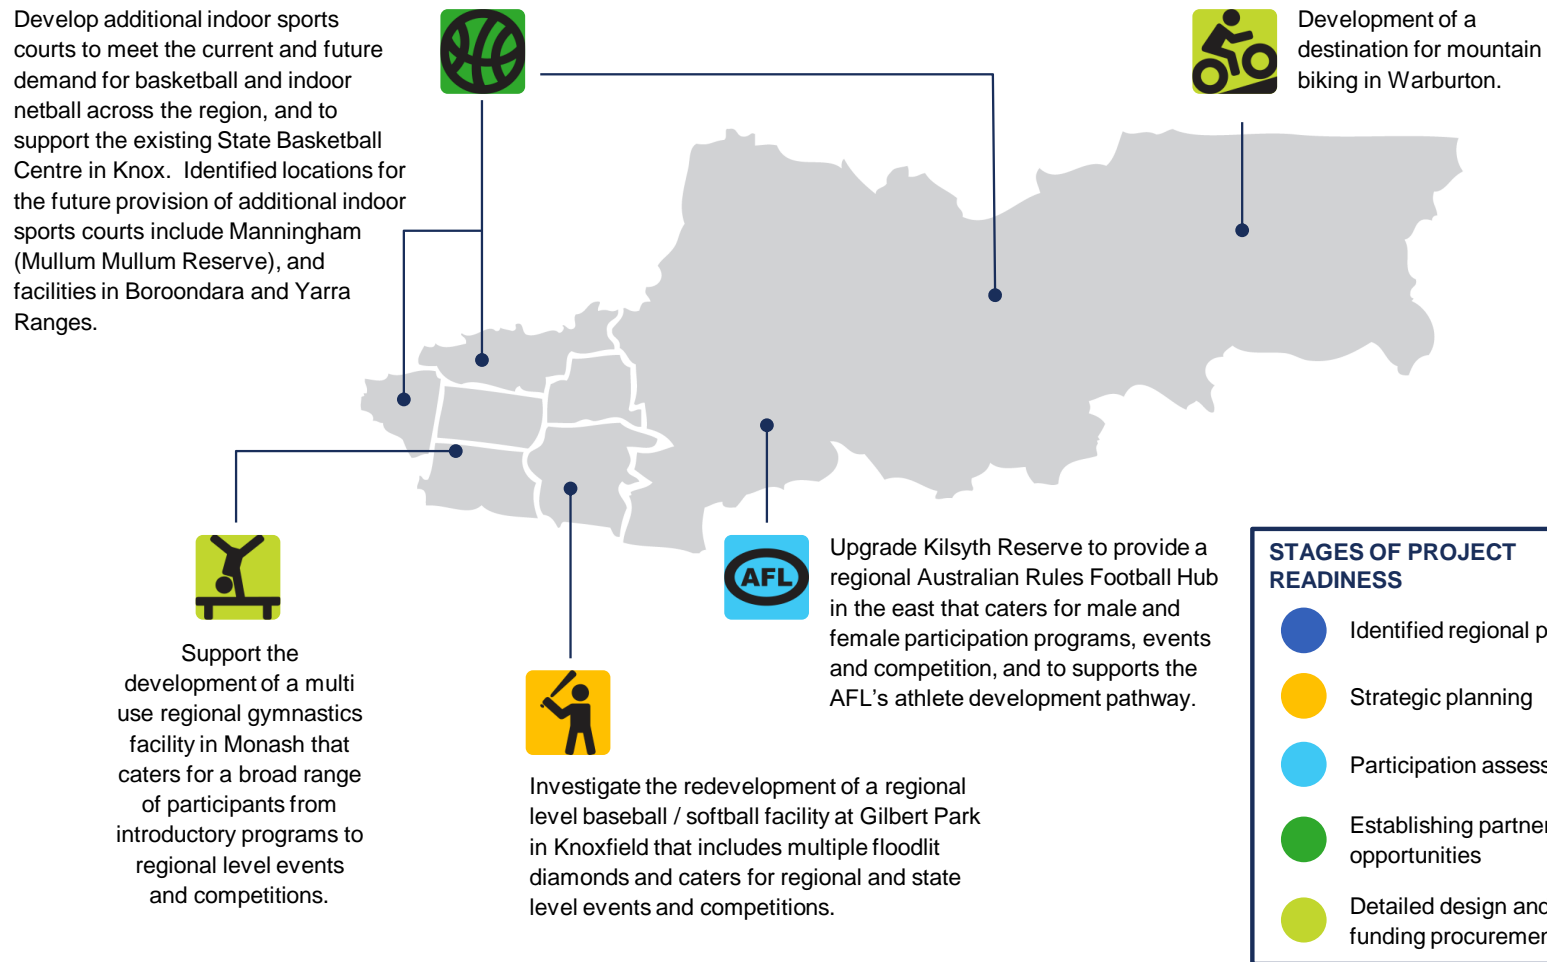 Develop additional indoor sports
courts to meet the current and future
demand for basketball and indoor
netball across the region, and to
support the existing State Basketball
Centre in Knox. Identified locations for
the future provision of additional indoor
sports courts include Manningham
(Mullum Mullum Reserve), and
facilities in Boroondara and Yarra
Ranges.
Development of a
destination for mountain
biking in Warburton.
Support the
development of a multi
use regional gymnastics
facility in Monash that
caters for a broad range
of participants from
introductory programs to
regional level events
and competitions.
Investigate the redevelopment of a regional
level baseball / softball facility at Gilbert Park
in Knoxfield that includes multiple floodlit
diamonds and caters for regional and state
level events and competitions.
AFL
Upgrade Kilsyth Reserve to provide a
regional Australian Rules Football Hub
in the east that caters for male and
female participation programs, events
and competition, and to supports the
AFL's athlete development pathway.
STAGES OF PROJECT
READINESS
Identified regional
Strategic planning
Participation
Establishing
opportunities
Detailed design and
funding